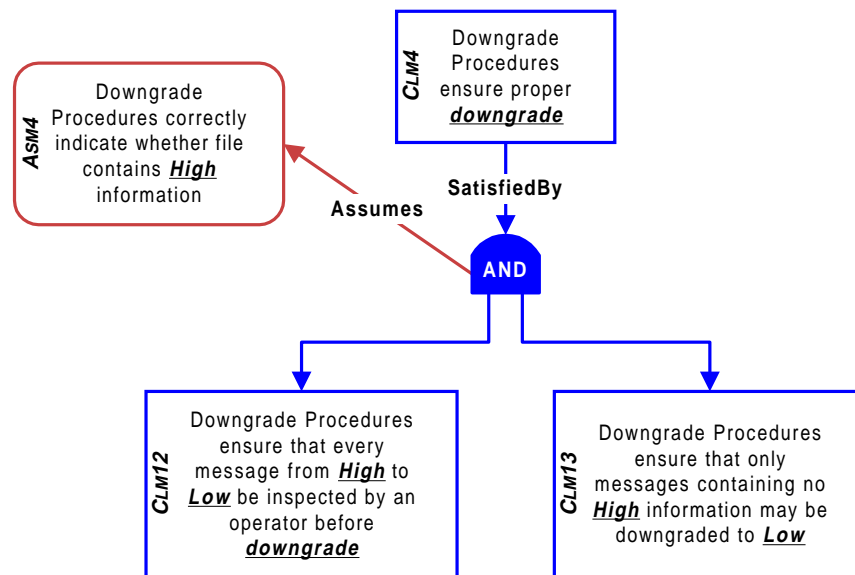 CLM4
Downgrade
Procedures
ensure proper
downgrade
ASM4
Downgrade
Procedures correctly
indicate whether file
contains High
information
SatisfiedBy
Assumes
AND
CLM12
Downgrade Procedures
ensure that every
message from High to
Low be inspected by an
operator before
downgrade
CLM13
Downgrade Procedures
ensure that only
messages containing no
High information may be
downgraded to Low